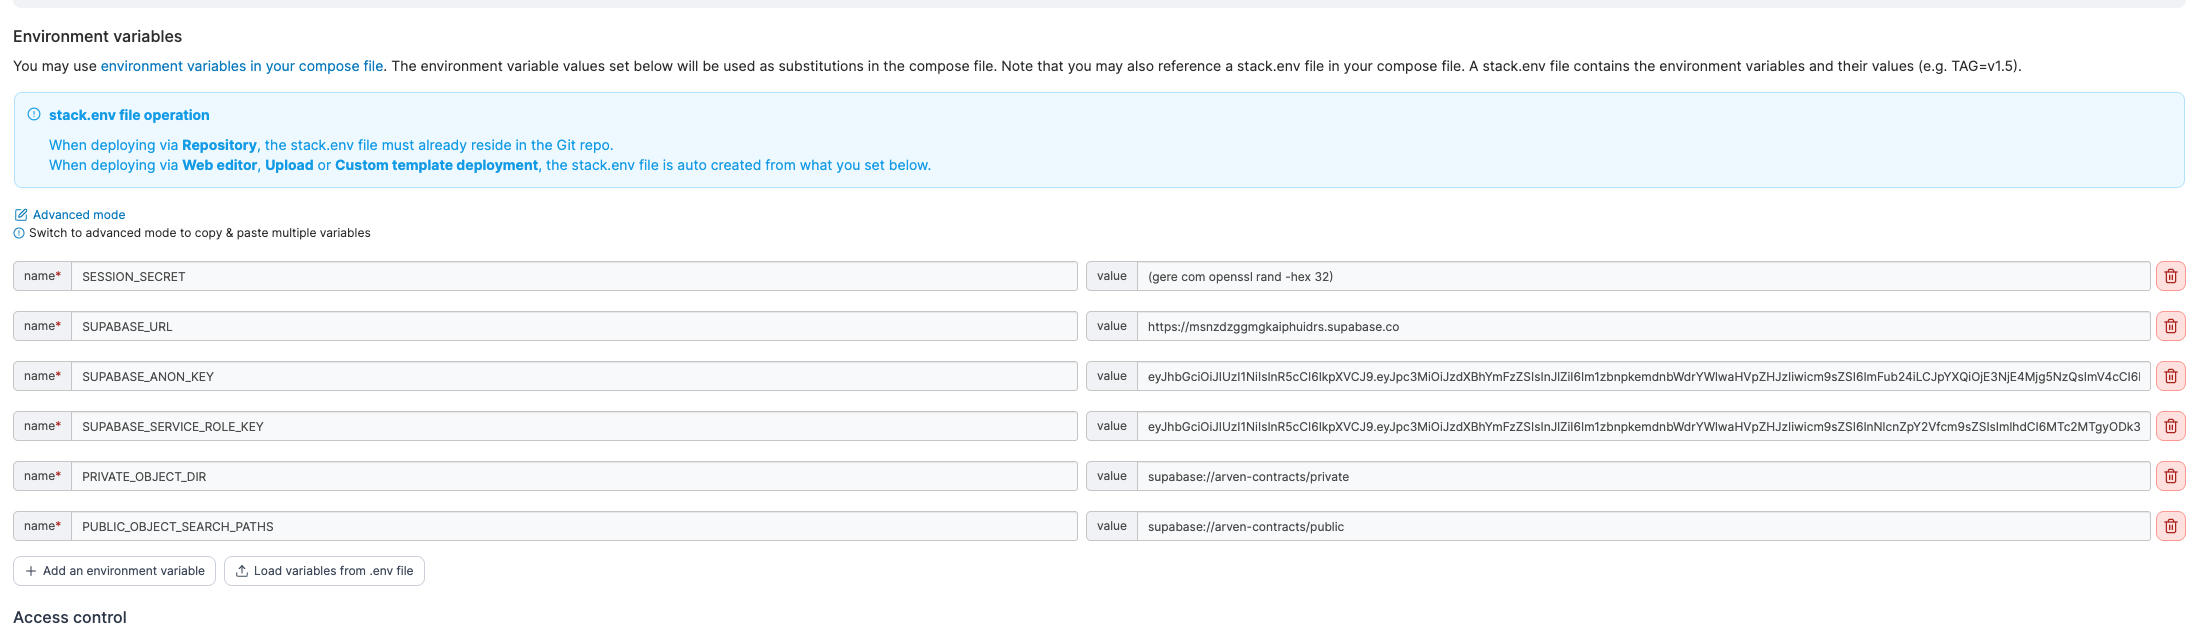 Environment variables
You may use environment variables in your compose file. The environment variable values set below will be used as substitutions in the compose file. Note that you may also reference a stack.env file in your compose file. A stack.env file contains the environment variables and their values (e.g. TAG=v1.5).
stack.env file operation
When deploying via Repository, the stack.env file must already reside in the Git repo.
When deploying via Web editor, Upload or Custom template deployment, the stack.env file is auto created from what you set below.
Advanced mode
Switch to advanced mode to copy & paste multiple variables
name* SESSION_SECRET value (gere com openssl rand -hex 32)
name* SUPABASE_URL value https://msnzdzggmgkaiphuidrs.supabase.co
name* SUPABASE_ANON_KEY value
name* SUPABASE_SERVICE_ROLE_KEY value
name* PRIVATE_OBJECT_DIR value supabase://arven-contracts/private
name* PUBLIC_OBJECT_SEARCH_PATHS value supabase://arven-contracts/public
Add an environment variable Load variables from .env file
Access control